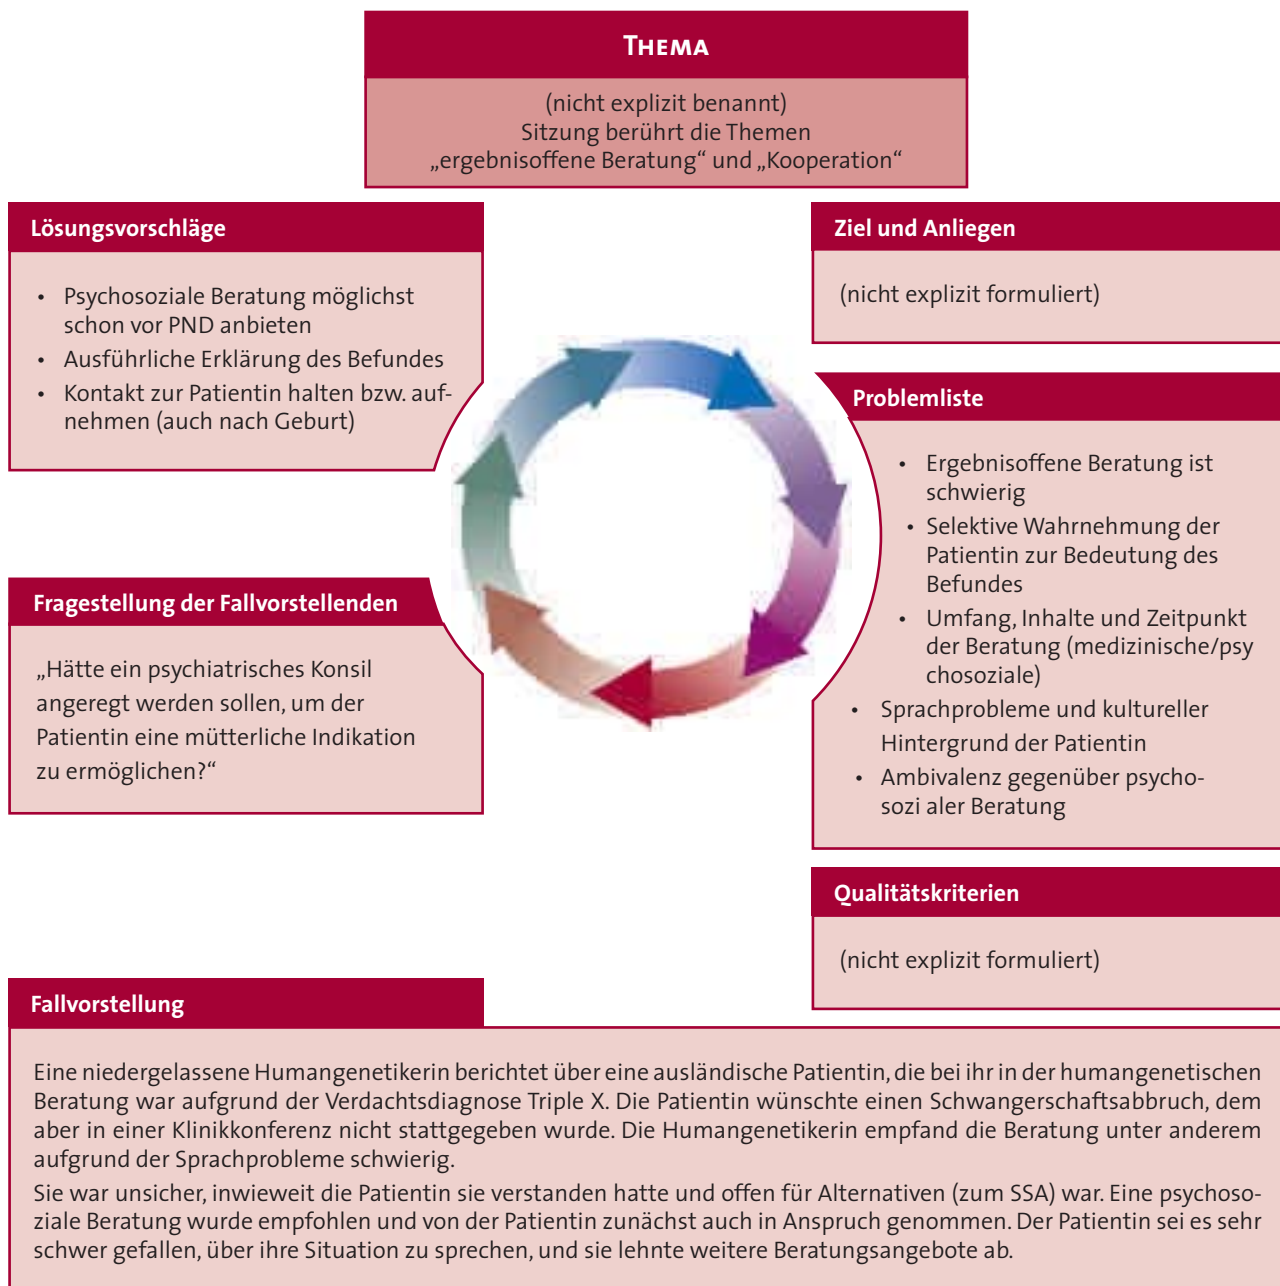 THEMA
(nicht explizit benannt)
Sitzung berührt die Themen
„ergebnisoffene Beratung“ und „Kooperation“
Lösungsvorschläge
• Psychosoziale Beratung möglichst
schon vor PND anbieten
• Ausführliche Erklärung des Befundes
• Kontakt zur Patientin halten bzw. auf-
nehmen (auch nach Geburt)
Ziel und Anliegen
(nicht explizit formuliert)
Problemliste
• Ergebnisoffene Beratung ist
schwierig
• Selektive Wahrnehmung der
Patientin zur Bedeutung des
Befundes
• Umfang, Inhalte und Zeitpunkt
der Beratung (medizinische/psy
chosoziale)
• Sprachprobleme und kultureller
Hintergrund der Patientin
• Ambivalenz gegenüber psycho-
sozi aler Beratung
Fragestellung der Fallvorstellenden
„Hätte ein psychiatrisches Konsil
angeregt werden sollen, um der
Patientin eine mütterliche Indikation
zu ermöglichen?“
Qualitätskriterien
(nicht explizit formuliert)
Fallvorstellung
Eine niedergelassene Humangenetikerin berichtet über eine ausländische Patientin, die bei ihr in der humangenetischen
Beratung war aufgrund der Verdachtsdiagnose Triple X. Die Patientin wünschte einen Schwangerschaftsabbruch, dem
aber in einer Klinikkonferenz nicht stattgegeben wurde. Die Humangenetikerin empfand die Beratung unter anderem
aufgrund der Sprachprobleme schwierig.
Sie war unsicher, inwieweit die Patientin sie verstanden hatte und offen für Alternativen (zum SSA) war. Eine psychoso-
ziale Beratung wurde empfohlen und von der Patientin zunächst auch in Anspruch genommen. Der Patientin sei es sehr
schwer gefallen, über ihre Situation zu sprechen, und sie lehnte weitere Beratungsangebote ab.